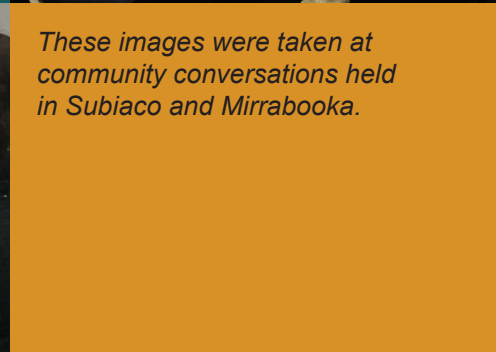 These images were taken at
community conversations held
in Subiaco and Mirrabooka.